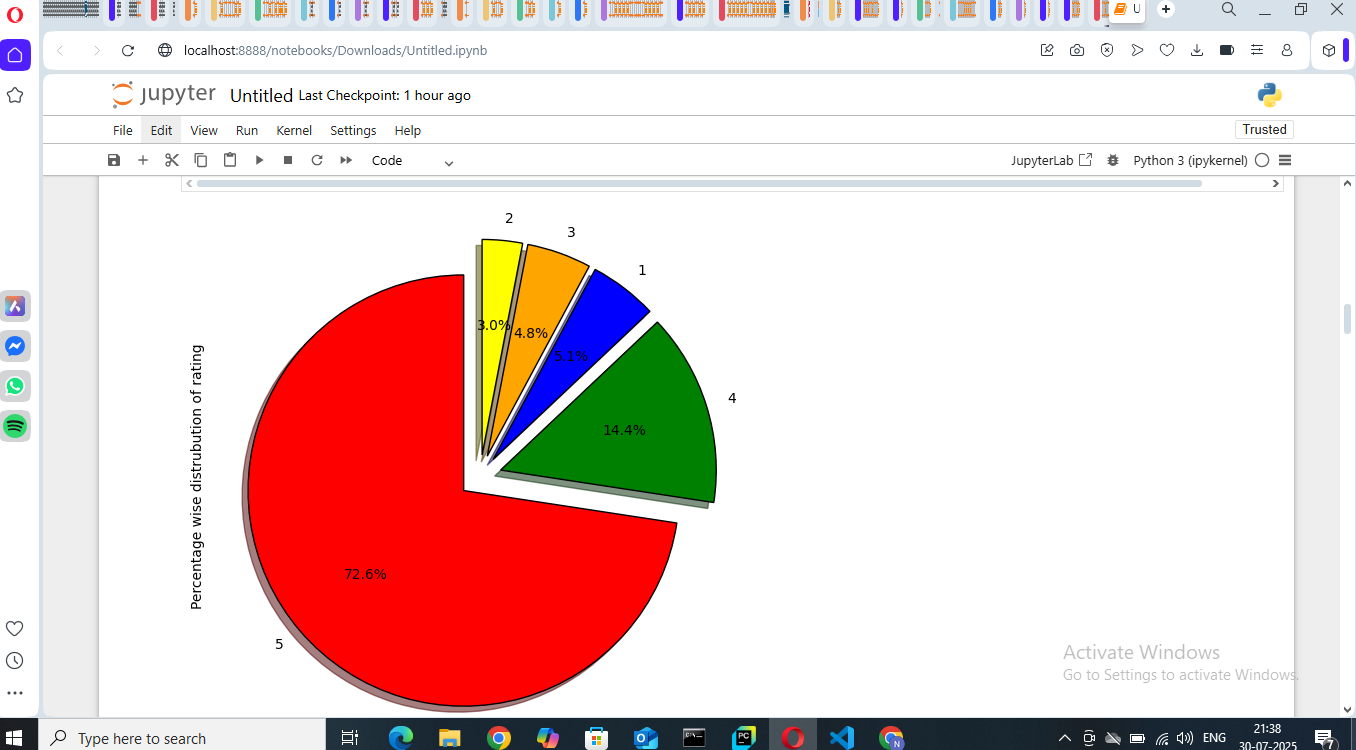 U
localhost:8888/notebooks/Downloads/Untitled.ipynb
jupyter Untitled Last Checkpoint: 1 hour ago
File Edit View Run Kernel Settings Help
Trusted
Code
JupyterLab
Python 3 (ipykernel)
2
3
1
3.0%
4.8%
5.1%
4
14.4%
Percentage wise distrubution of rating
72.6%
5
Activate Windows
Go to Settings to activate Windows.
Type here to search
PC
N
ENG
21:38
30-07-2025
7